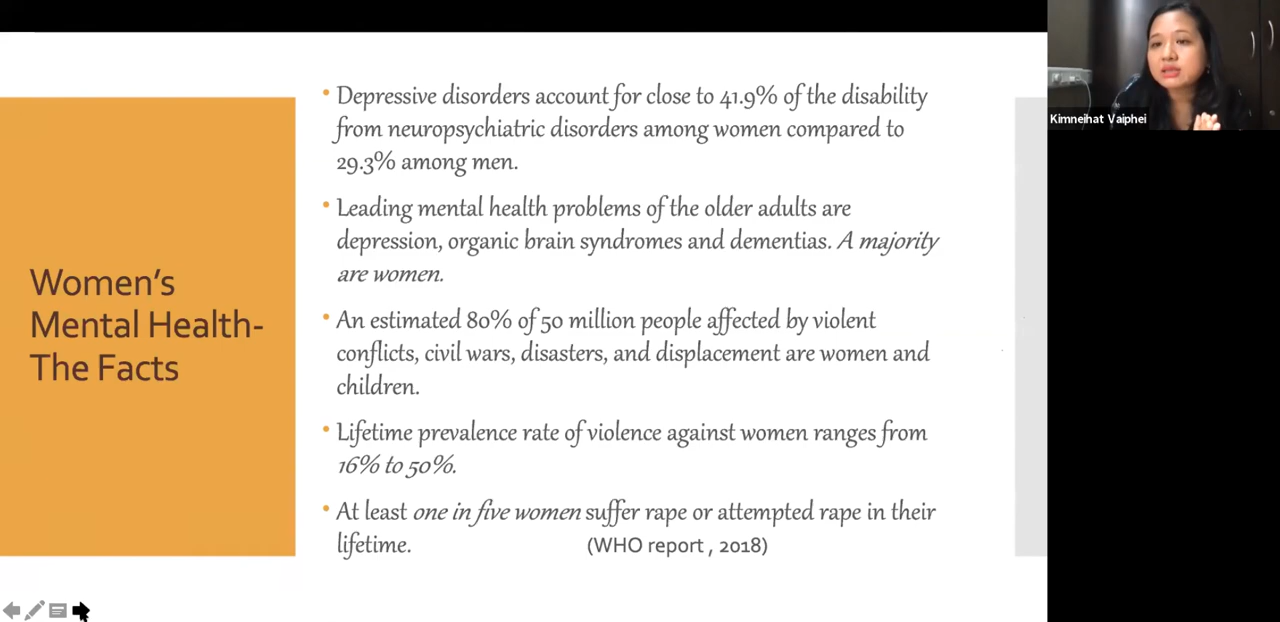 Women's
Mental Health-
The Facts
• Depressive disorders account for close to 41.9% of the disability
from neuropsychiatric disorders among women compared to
29.3% among men.
• Leading mental health problems of the older adults are
depression, organic brain syndromes and dementias. A majority
are women.
• An estimated 80% of 50 million people affected by violent
conflicts, civil wars, disasters, and displacement are women and
children.
• Lifetime prevalence rate of violence against women ranges from
16% to 50%.
• At least one in five women suffer rape or attempted rape in their
lifetime. (WHO report , 2018)
Kimneihat Vaiphei